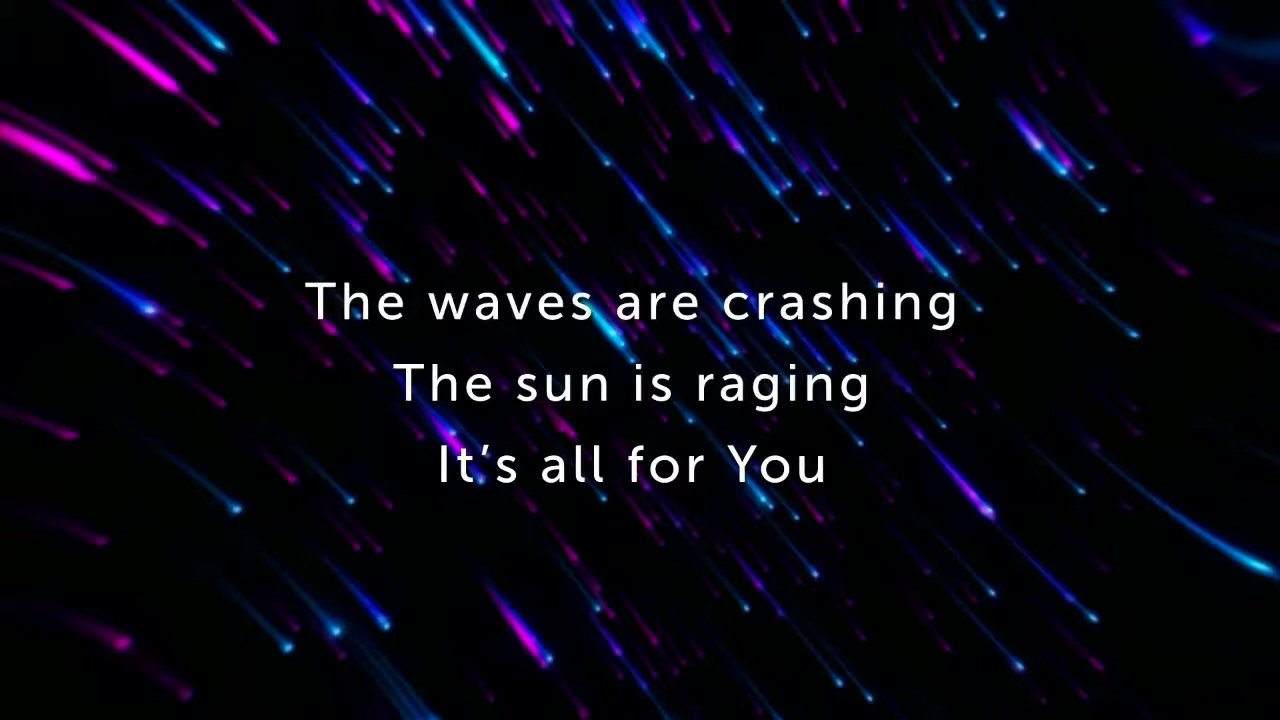 The waves are crashing
The sun is raging
It’s all for You